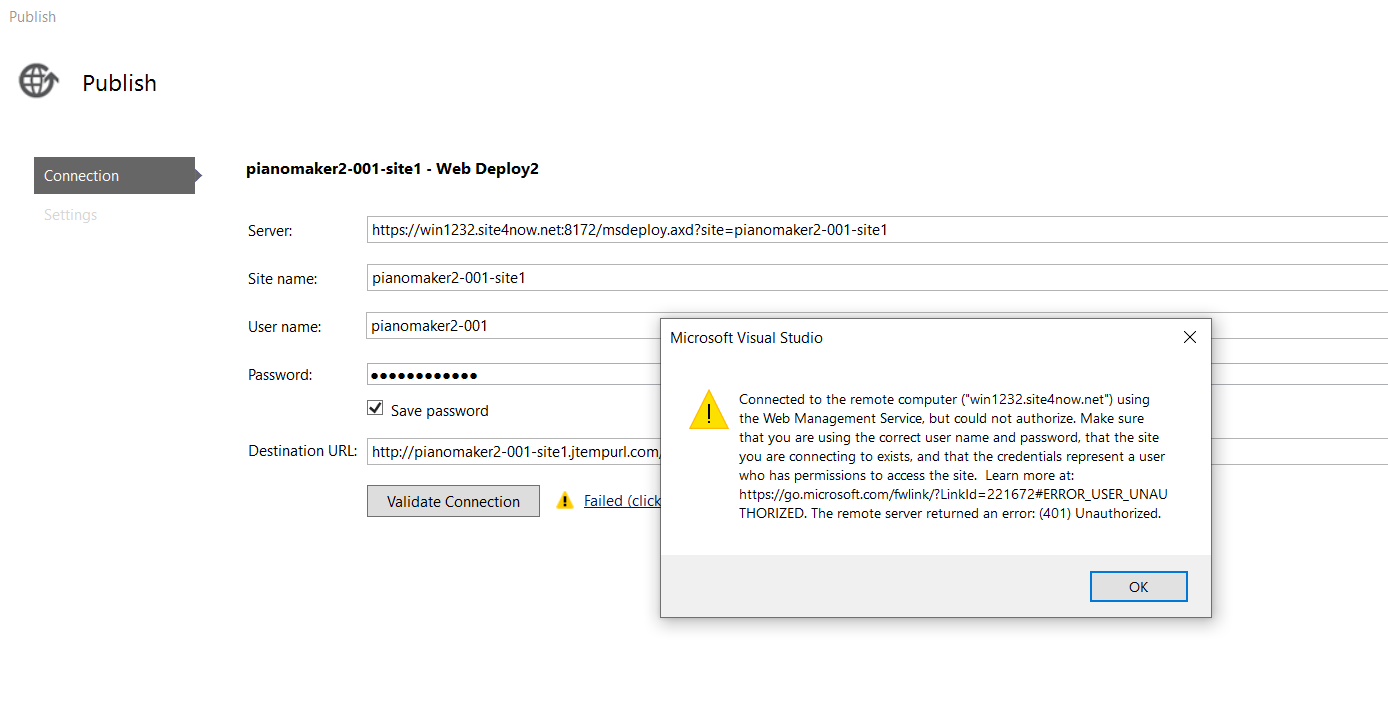 Publish
Publish
Connection
Settings
pianomaker2-001-site1 - Web Deploy2
Server: https://win1232.site4now.net:8172/msdeploy.axd?site=pianomaker2-001-site1
Site name: pianomaker2-001-site1
User name: pianomaker2-001
Password: ●●●●●●●●●●●●
Save password
Destination URL: http://pianomaker2-001-site1.jtempurl.com/
Validate Connection
Failed (click
Microsoft Visual Studio
Connected to the remote computer ("win1232.site4now.net") using
the Web Management Service, but could not authorize. Make sure
that you are using the correct user name and password, that the site
you are connecting to exists, and that the credentials represent a user
who has permissions to access the site.  Learn more at:
https://go.microsoft.com/fwlink/?LinkId=221672#ERROR_USER_UNAU
THORIZED. The remote server returned an error: (401) Unauthorized.
OK